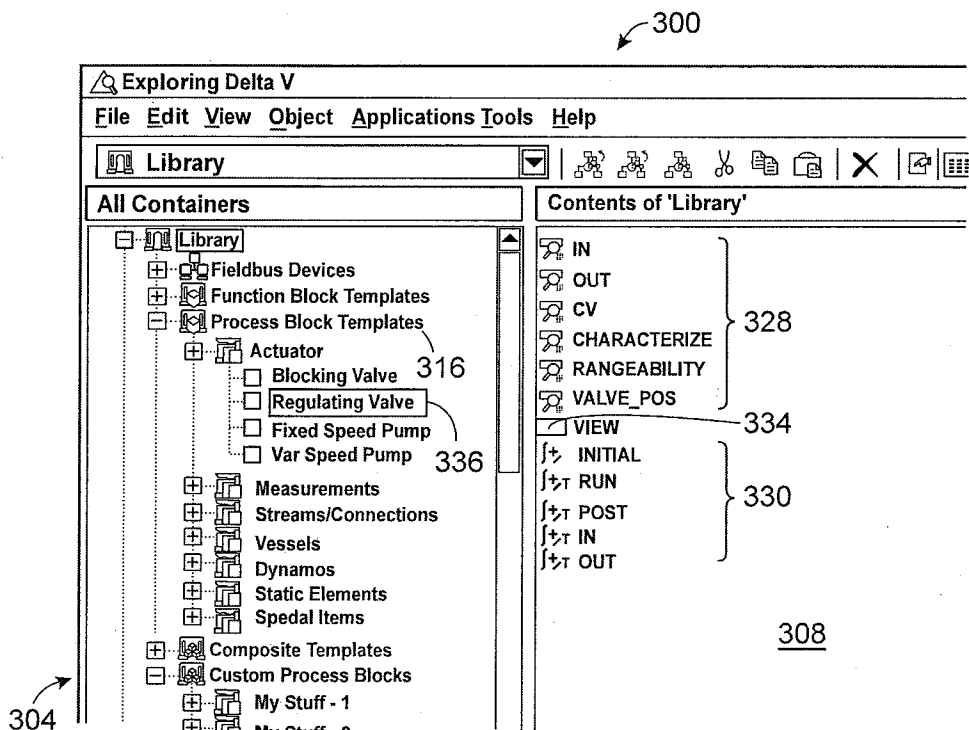 300
Exploring Delta V
File Edit View Object Applications Tools Help
Library
All Containers
Contents of 'Library'
Library
Fieldbus Devices
Function Block Templates
Process Block Templates
316
Actuator
Blocking Valve
Regulating Valve
336
Fixed Speed Pump
Var Speed Pump
Measurements
Streams/Connections
Vessels
Dynamos
Static Elements
Spedal Items
Composite Templates
Custom Process Blocks
My Stuff - 1
304
IN
OUT
CV
CHARACTERIZE
RANGEABILITY
VALVE_POS
328
VIEW
334
INITIAL
RUN
POST
IN
OUT
330
308